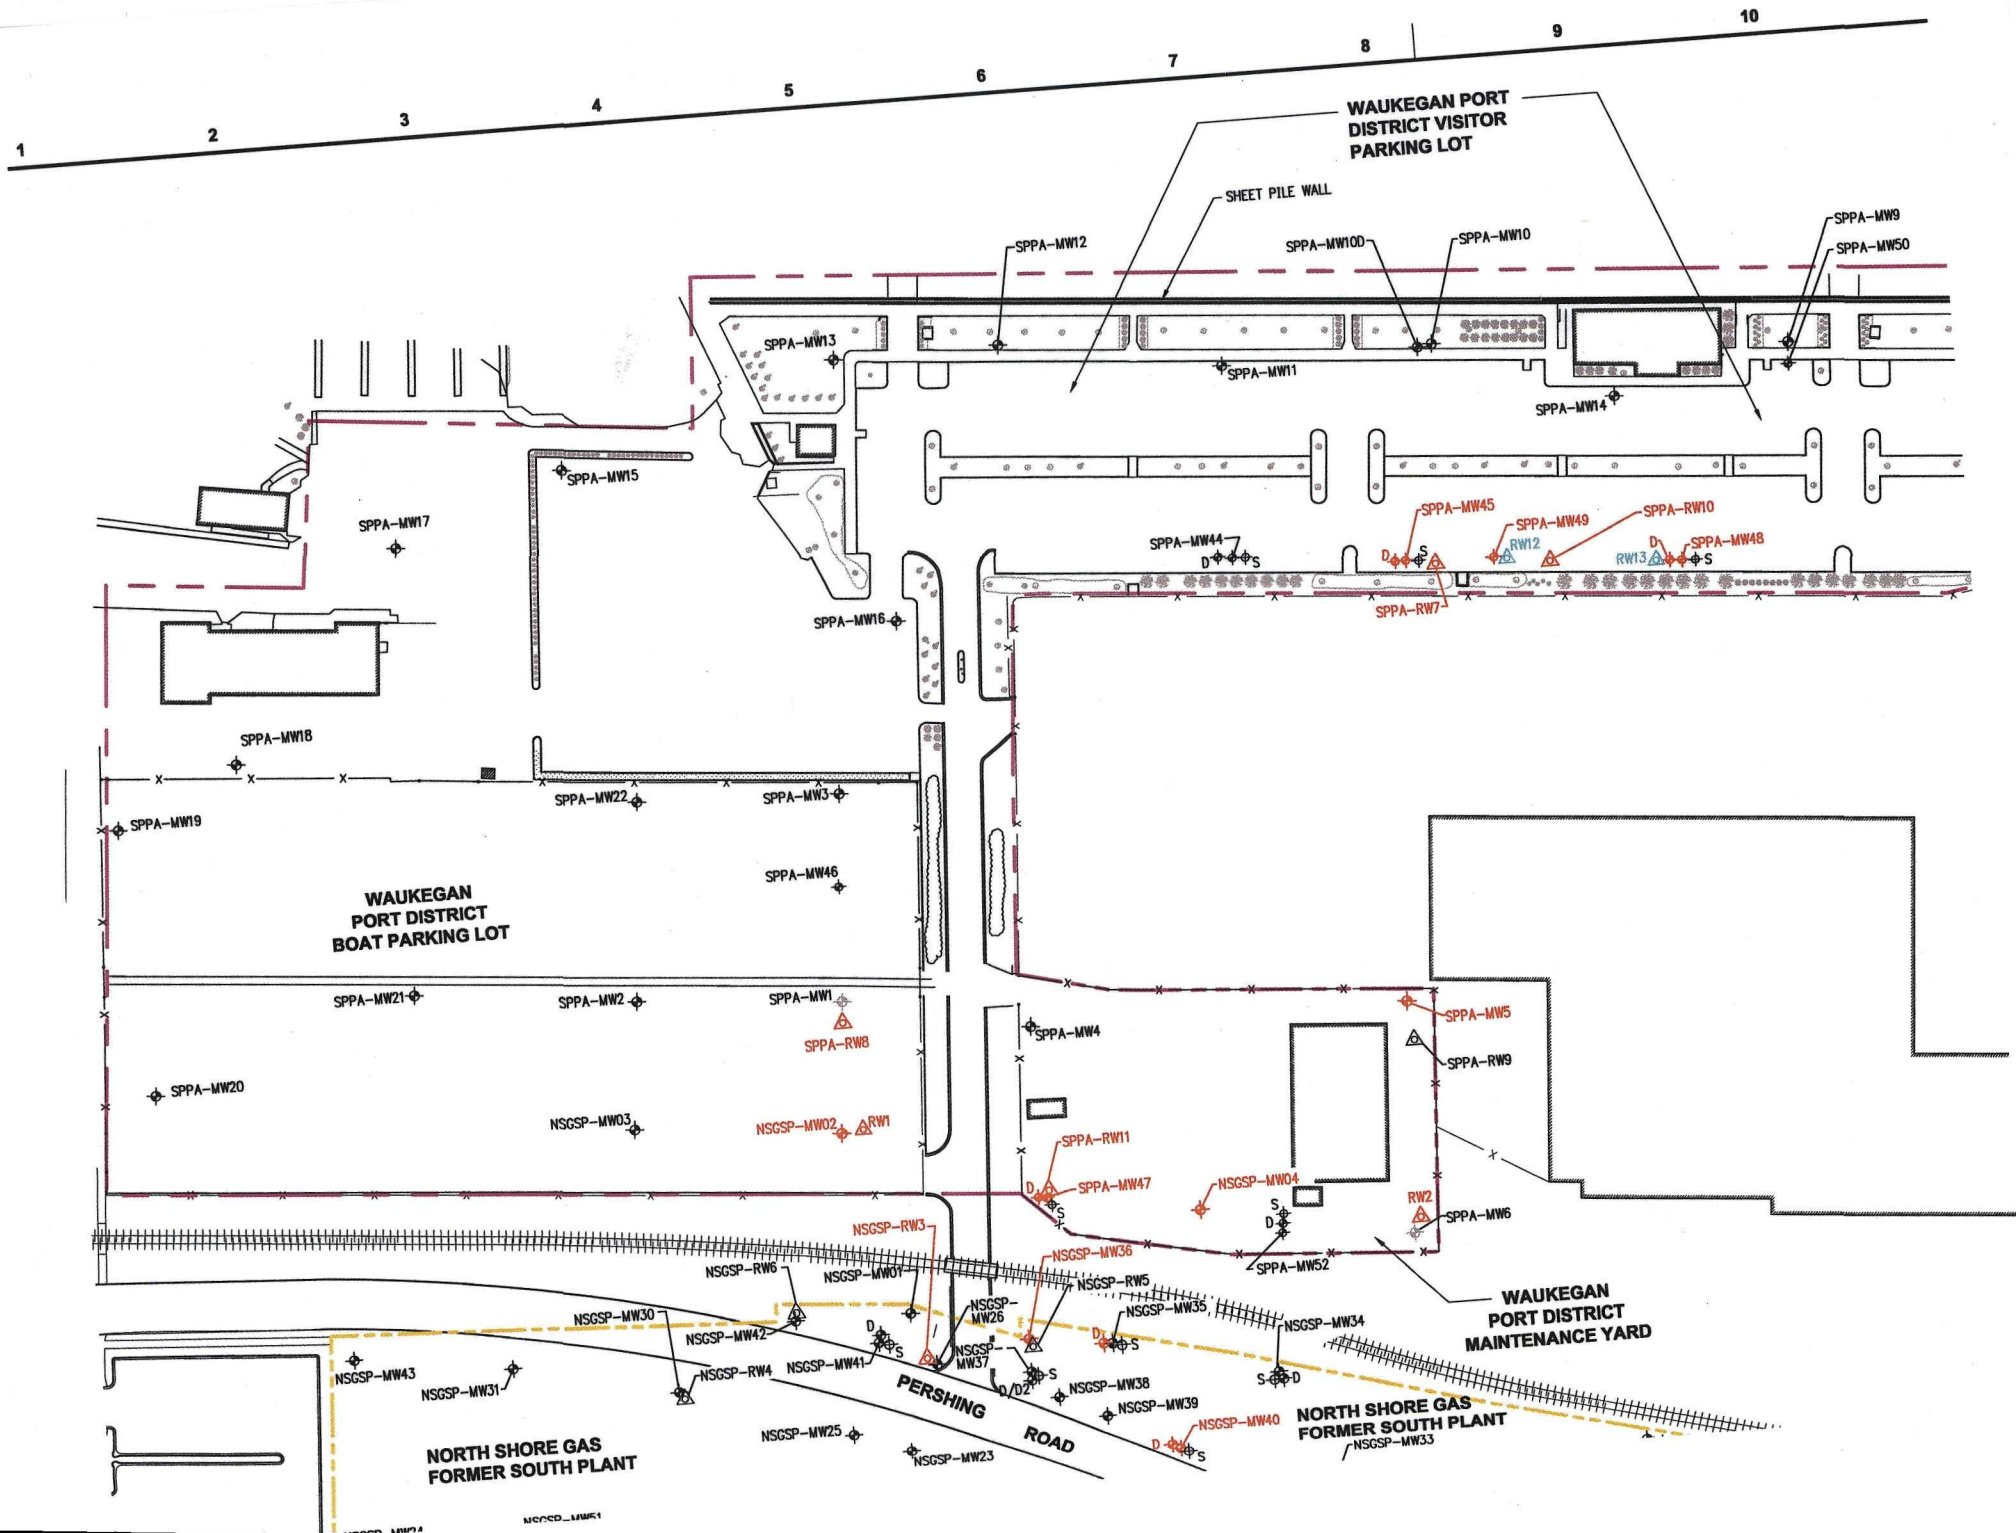 1
2
3
4
5
6
7
8
9
10
WAUKEGAN PORT
DISTRICT VISITOR
PARKING LOT
SHEET PILE WALL
SPPA-MW9
SPPA-MW50
SPPA-MW12
SPPA-MW10D
SPPA-MW10
SPPA-MW13
SPPA-MW11
SPPA-MW14
SPPA-MW15
SPPA-MW17
SPPA-MW44
D
S
SPPA-MW45
D
S
SPPA-MW49
RW12
SPPA-RW10
RW13
D
SPPA-MW48
S
SPPA-RW7
SPPA-MW16
SPPA-MW18
SPPA-MW22
SPPA-MW3
SPPA-MW19
SPPA-MW46
WAUKEGAN
PORT DISTRICT
BOAT PARKING LOT
SPPA-MW21
SPPA-MW2
SPPA-MW1
SPPA-RW8
SPPA-MW4
SPPA-MW5
SPPA-RW9
SPPA-MW20
NSGSP-MW03
NSGSP-MW02
RW1
SPPA-RW11
D
SPPA-MW47
S
NSGSP-MW04
S
D
SPPA-MW52
RW2
SPPA-MW6
NSGSP-RW3
NSGSP-MW36
NSGSP-RW6
NSGSP-MW01
NSGSP-RW5
WAUKEGAN
PORT DISTRICT
MAINTENANCE YARD
NSGSP-MW30
NSGSP-MW42
D
S
NSGSP-MW41
NSGSP-
MW26
NSGSP-MW35
D
S
NSGSP-MW34
S
D
NSGSP-
MW37
S
D/D2
NSGSP-MW43
NSGSP-MW31
NSGSP-RW4
NSGSP-MW38
NSGSP-MW39
PERSHING
ROAD
NSGSP-MW40
D
S
NORTH SHORE GAS
FORMER SOUTH PLANT
NSGSP-MW33
NSGSP-MW25
NSGSP-MW23
NORTH SHORE GAS
FORMER SOUTH PLANT
NSGSP-MW51